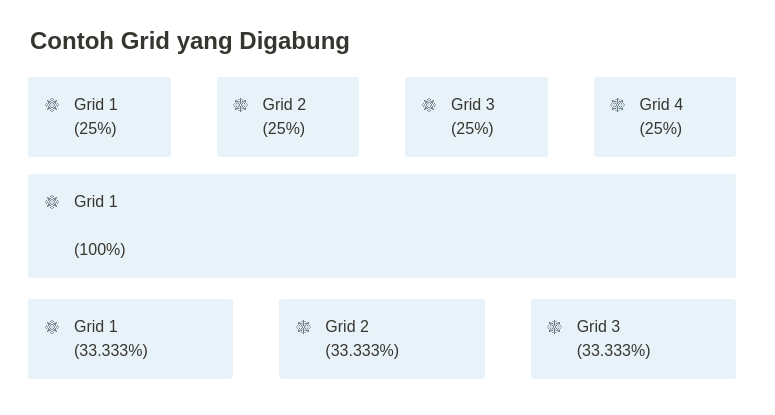 Contoh Grid yang Digabung
Grid 1
(25%)
Grid 2
(25%)
Grid 3
(25%)
Grid 4
(25%)
Grid 1
(100%)
Grid 1
(33.333%)
Grid 2
(33.333%)
Grid 3
(33.333%)